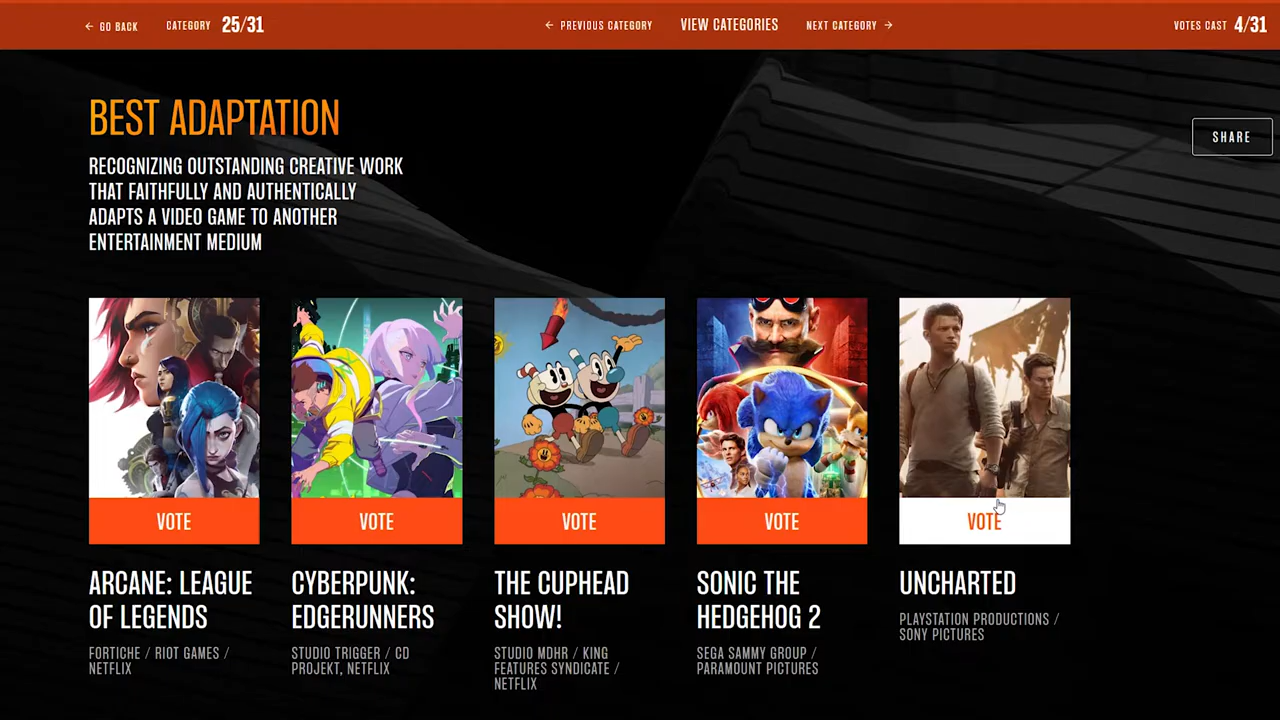 ← GO BACK
CATEGORY 25/31
← PREVIOUS CATEGORY
VIEW CATEGORIES
NEXT CATEGORY →
VOTES CAST 4/31
BEST ADAPTATION
SHARE
RECOGNIZING OUTSTANDING CREATIVE WORK
THAT FAITHFULLY AND AUTHENTICALLY
ADAPTS A VIDEO GAME TO ANOTHER
ENTERTAINMENT MEDIUM
VOTE
VOTE
VOTE
VOTE
VOTE
ARCANE: LEAGUE
OF LEGENDS
FORTICHE / RIOT GAMES /
NETFLIX
CYBERPUNK:
EDGERUNNERS
STUDIO TRIGGER / CD
PROJEKT, NETFLIX
THE CUPHEAD
SHOW!
STUDIO MDHR / KING
FEATURES SYNDICATE /
NETFLIX
SONIC THE
HEDGEHOG 2
SEGA SAMMY GROUP /
PARAMOUNT PICTURES
UNCHARTED
PLAYSTATION PRODUCTIONS /
SONY PICTURES